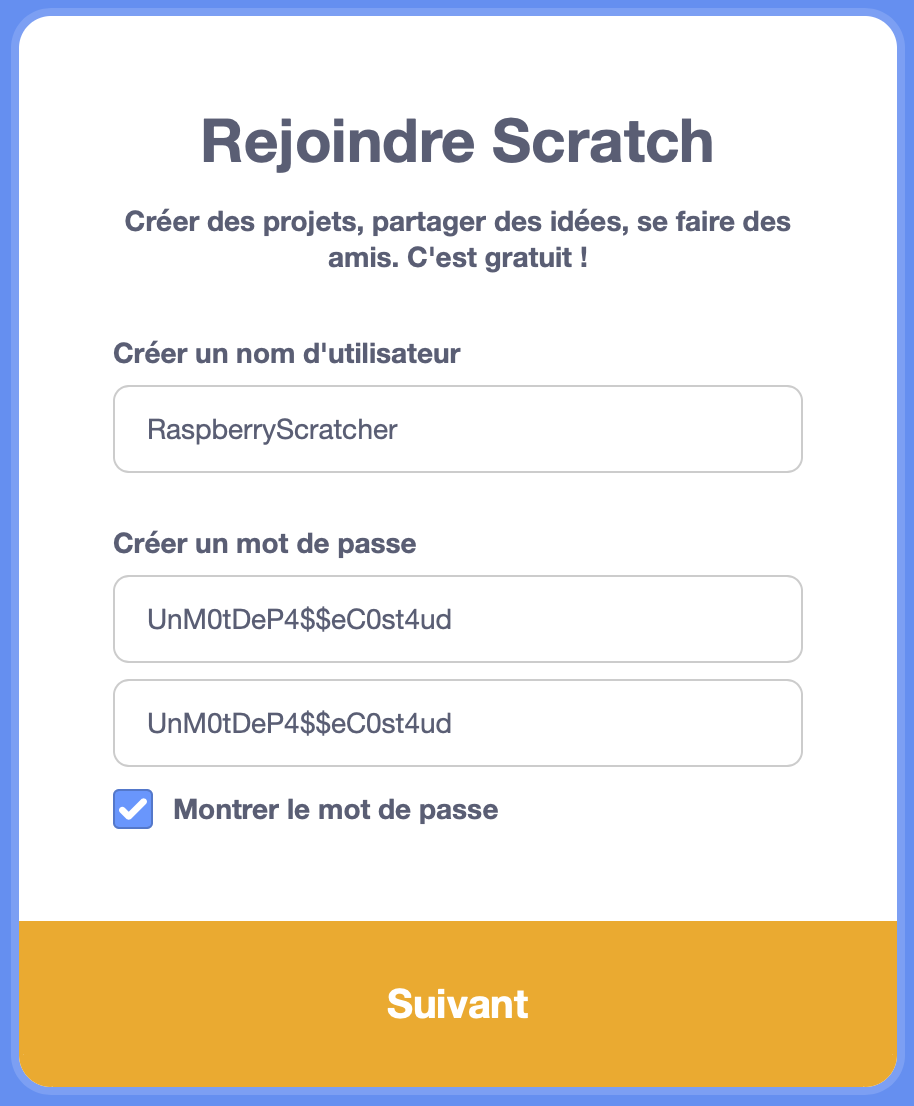 Rejoindre Scratch
Créer des projets, partager des idées, se faire des
amis. C'est gratuit !
Créer un nom d'utilisateur
RaspberryScratcher
Créer un mot de passe
UnM0tDeP4$$eC0st4ud
UnM0tDeP4$$eC0st4ud
Montrer le mot de passe
Suivant